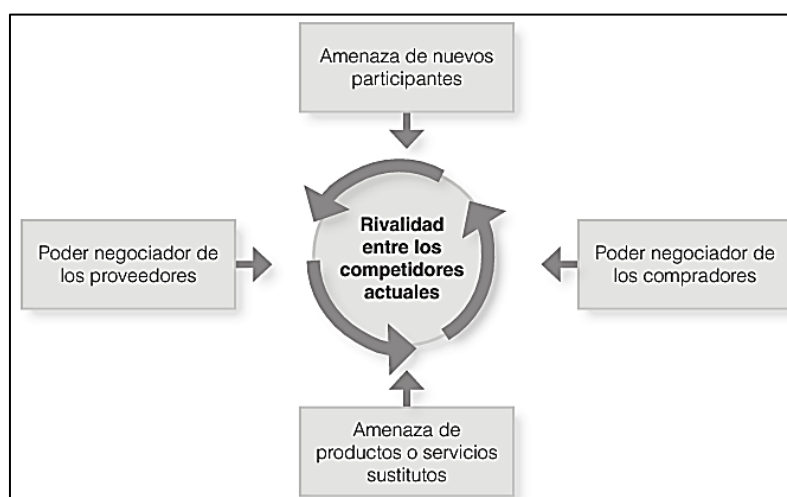 Amenaza de nuevos
participantes
Poder negociador de
los proveedores
Rivalidad
entre los
competidores
actuales
Poder negociador de
los compradores
Amenaza de
productos o servicios
sustitutos